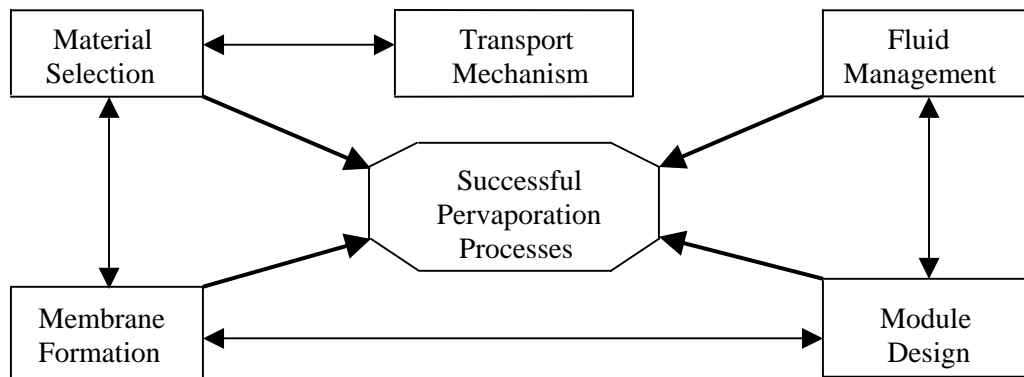 Material
Selection
Transport
Mechanism
Fluid
Management
Successful
Pervaporation
Processes
Membrane
Formation
Module
Design